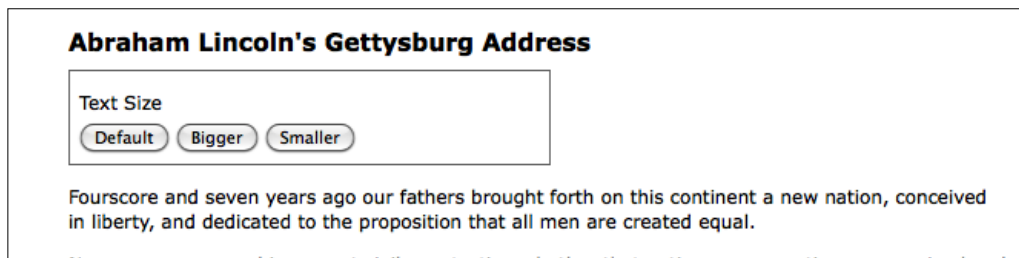 Abraham Lincoln's Gettysburg Address
Text Size
Default Bigger Smaller
Fourscore and seven years ago our fathers brought forth on this continent a new nation, conceived
in liberty, and dedicated to the proposition that all men are created equal.